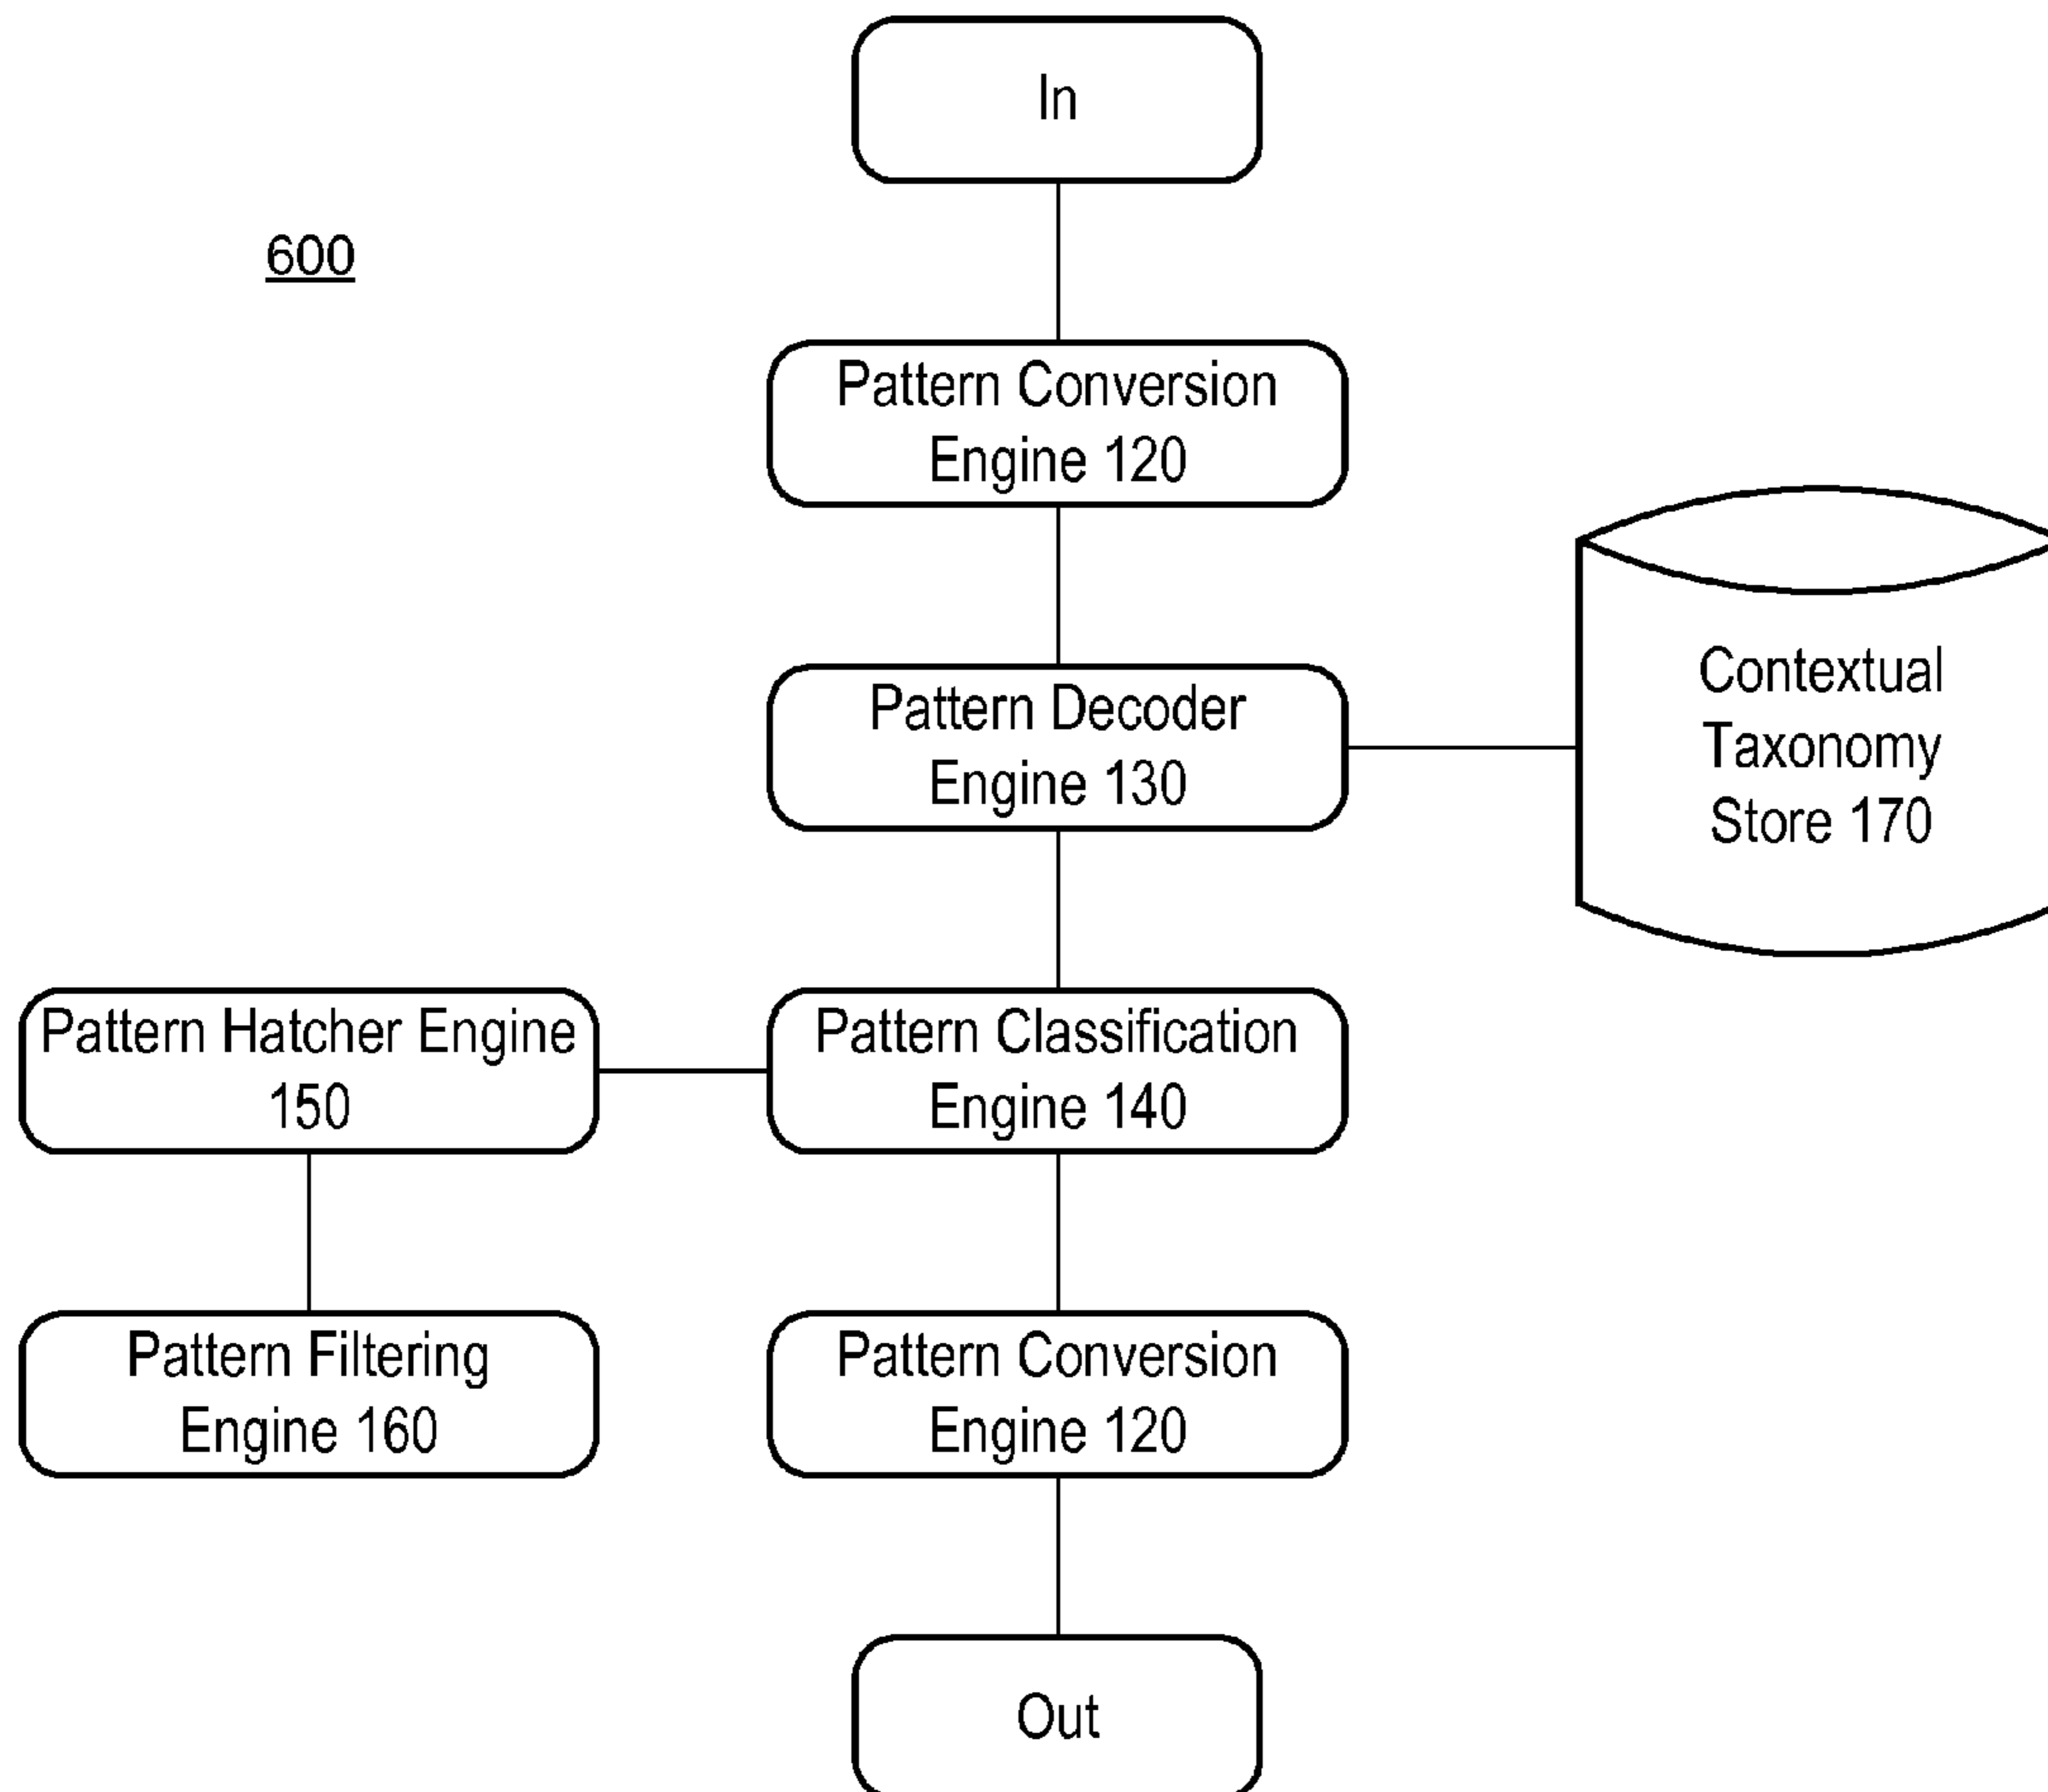 In
600
Pattern Conversion
Engine 120
Pattern Decoder
Engine 130
Contextual
Taxonomy
Store 170
Pattern Hatcher Engine
150
Pattern Classification
Engine 140
Pattern Filtering
Engine 160
Pattern Conversion
Engine 120
Out